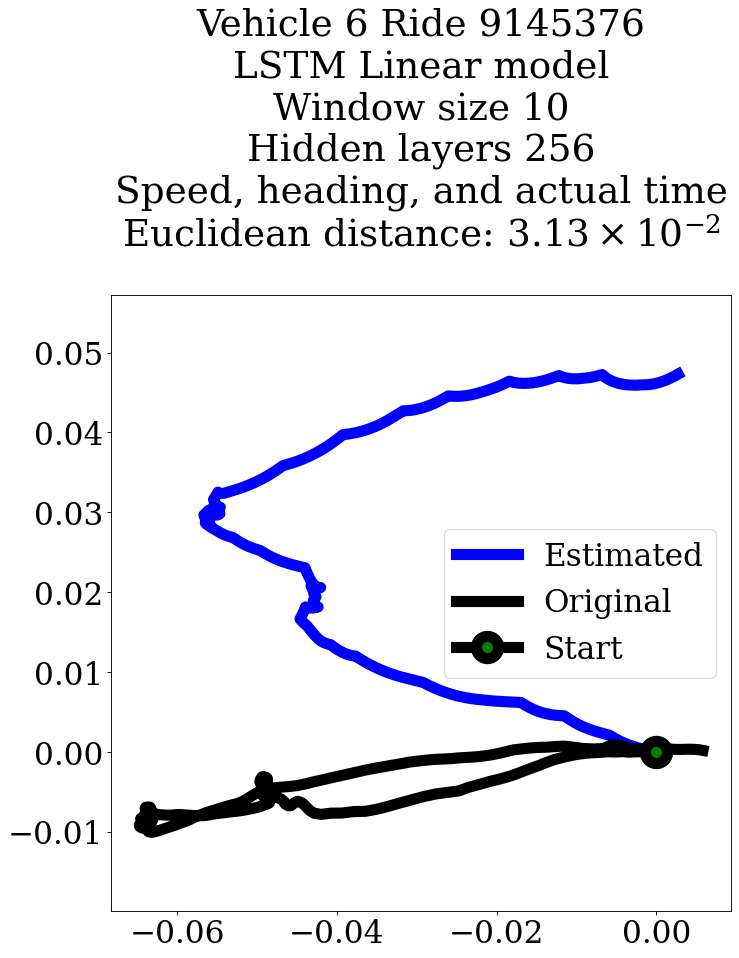 Vehicle 6 Ride 9145376
LSTM Linear model
Window size 10
Hidden layers 256
Speed, heading, and actual time
Euclidean distance: 3.13 × 10⁻²
0.05
0.04
0.03
0.02
0.01
0.00
−0.01
Estimated
Original
Start
−0.06 −0.04 −0.02 0.00